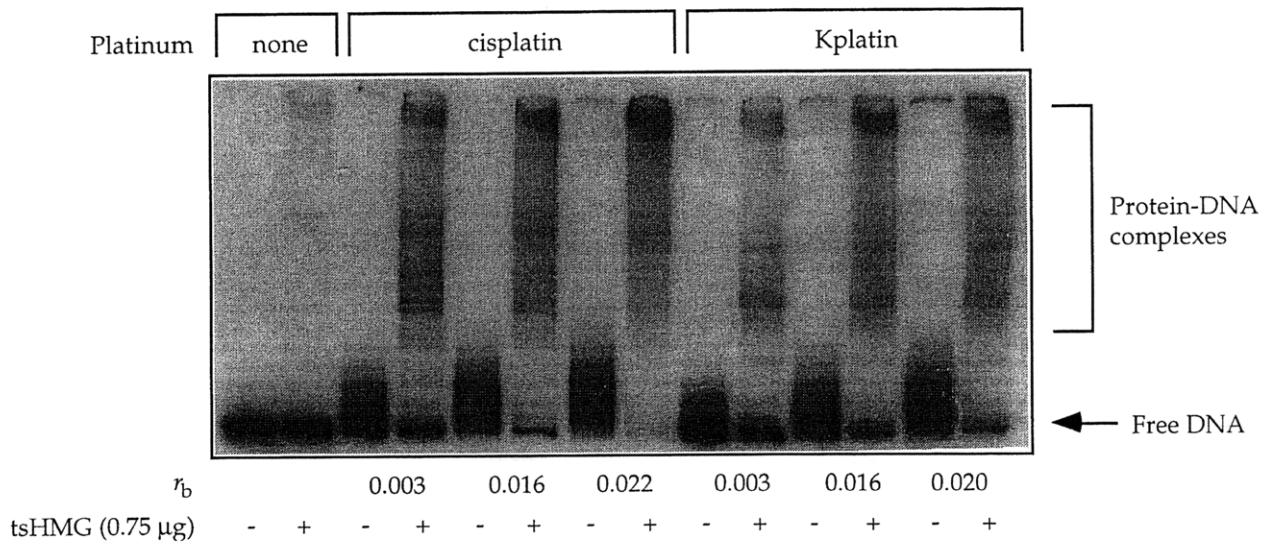 Platinum none cisplatin Kplatin
Protein-DNA
complexes
Free DNA
r_b 0.003 0.016 0.022 0.003 0.016 0.020
tsHMG (0.75 µg) - + - + - + - + - + - + - +